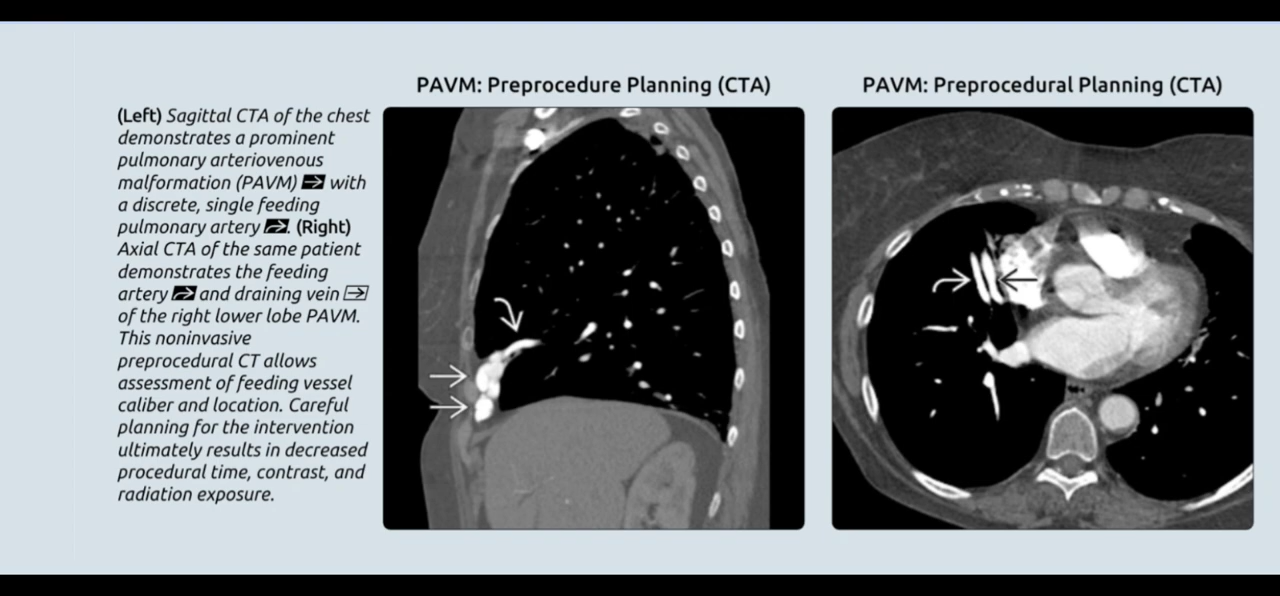 PAVM: Preprocedure Planning (CTA)
PAVM: Preprocedural Planning (CTA)
(Left) Sagittal CTA of the chest
demonstrates a prominent
pulmonary arteriovenous
malformation (PAVM) with
a discrete, single feeding
pulmonary artery. (Right)
Axial CTA of the same patient
demonstrates the feeding
artery and draining vein
of the right lower lobe PAVM.
This noninvasive
preprocedural CT allows
assessment of feeding vessel
caliber and location. Careful
planning for the intervention
ultimately results in decreased
procedural time, contrast, and
radiation exposure.